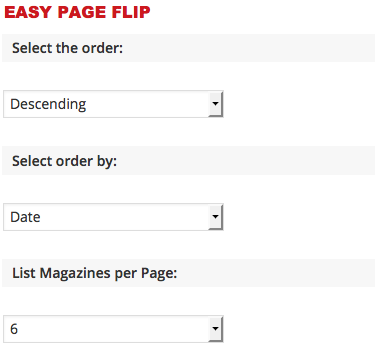 EASY PAGE FLIP
Select the order:
Descending
Select order by:
Date
List Magazines per Page:
6